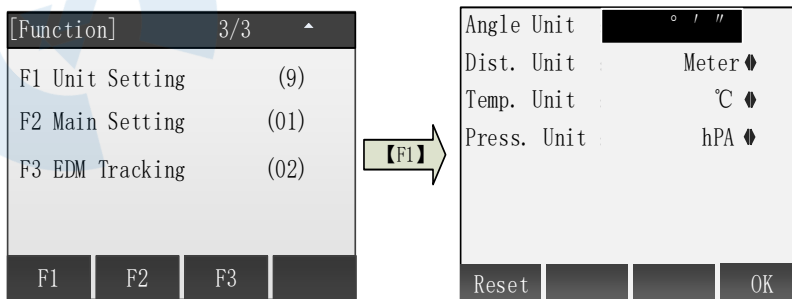 [Function] 3/3
F1 Unit Setting (9)
F2 Main Setting (01)
F3 EDM Tracking (02)
F1 F2 F3
【F1】
Angle Unit ° ′ ″
Dist. Unit : Meter
Temp. Unit : ℃
Press. Unit : hPA
Reset OK